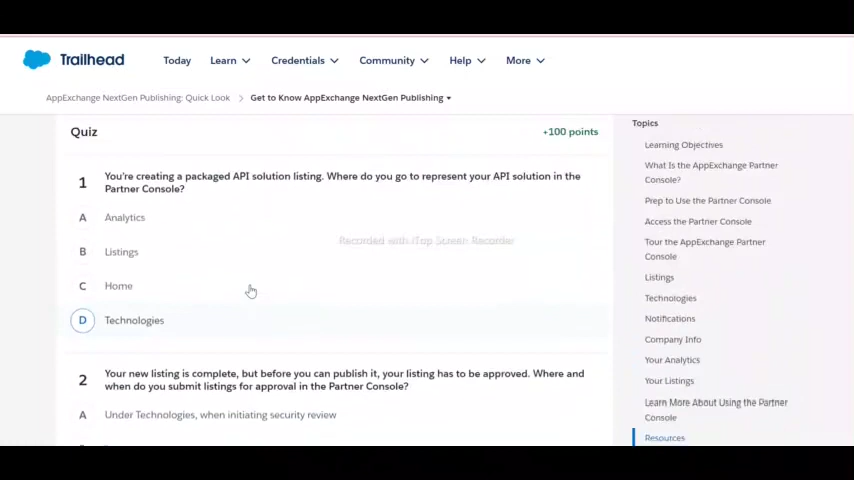 Trailhead
Today
Learn
Credentials
Community
Help
More
AppExchange NextGen Publishing: Quick Look > Get to Know AppExchange NextGen Publishing
Quiz
+100 points
1
You're creating a packaged API solution listing. Where do you go to represent your API solution in the
Partner Console?
A Analytics
B Listings
C Home
D Technologies
Recorded with iTop Screen Recorder
2
Your new listing is complete, but before you can publish it, your listing has to be approved. Where and
when do you submit listings for approval in the Partner Console?
A Under Technologies, when initiating security review
Topics
Learning Objectives
What Is the AppExchange Partner
Console?
Prep to Use the Partner Console
Access the Partner Console
Tour the AppExchange Partner
Console
Listings
Technologies
Notifications
Company Info
Your Analytics
Your Listings
Learn More About Using the Partner
Console
Resources